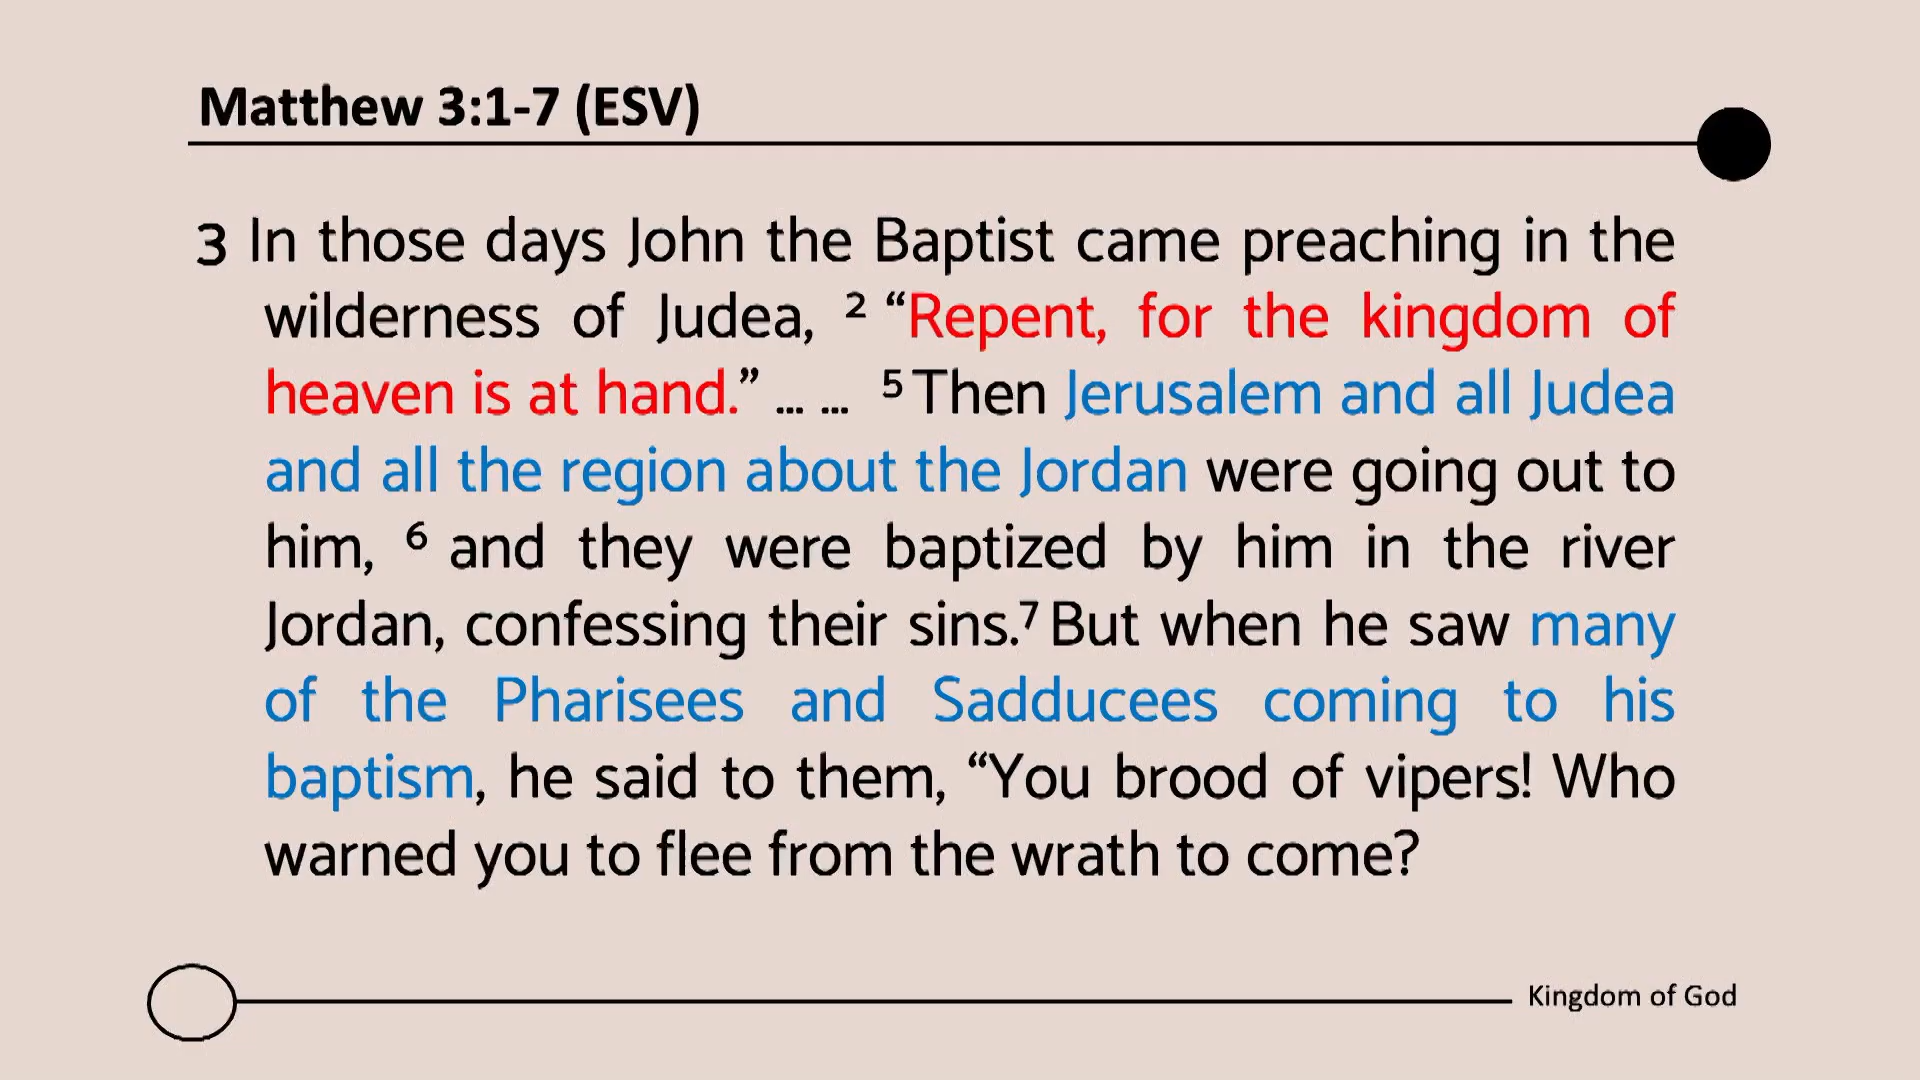 Matthew 3:1-7 (ESV)
3 In those days John the Baptist came preaching in the
wilderness of Judea, ² “Repent, for the kingdom of
heaven is at hand.” … … ⁵ Then Jerusalem and all Judea
and all the region about the Jordan were going out to
him, ⁶ and they were baptized by him in the river
Jordan, confessing their sins.⁷ But when he saw many
of the Pharisees and Sadducees coming to his
baptism, he said to them, “You brood of vipers! Who
warned you to flee from the wrath to come?
Kingdom of God